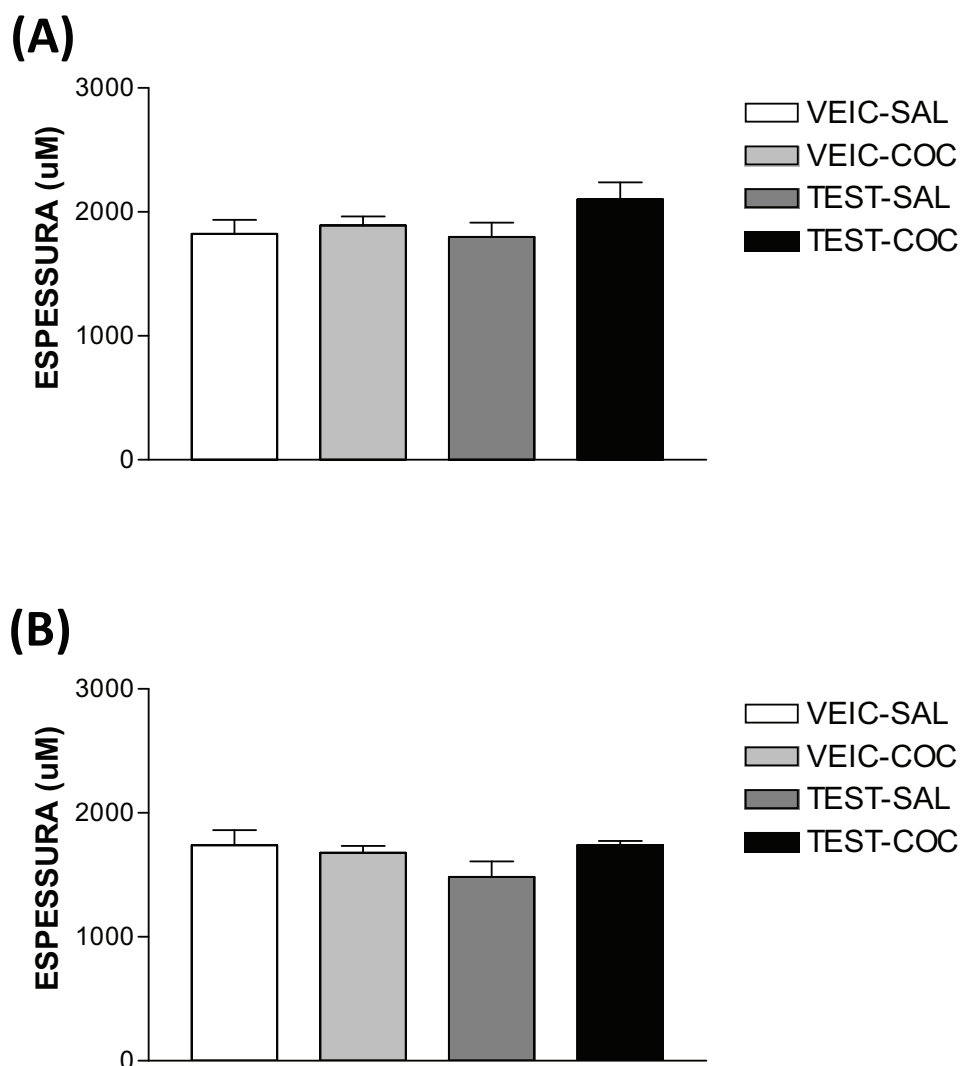 (A)
ESPESSURA (uM)
3000
2000
1000
0
VEIC-SAL
VEIC-COC
TEST-SAL
TEST-COC
(B)
ESPESSURA (uM)
3000
2000
1000
0
VEIC-SAL
VEIC-COC
TEST-SAL
TEST-COC